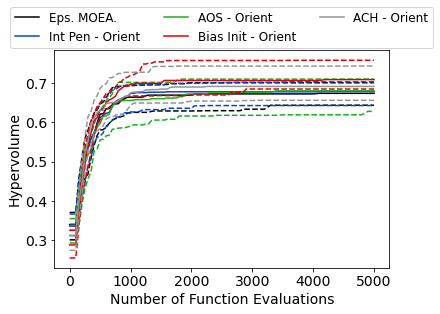 Eps. MOEA. AOS - Orient ACH - Orient
Int Pen - Orient Bias Init - Orient
0.7
0.6
0.5
0.4
0.3
Hypervolume
0 1000 2000 3000 4000 5000
Number of Function Evaluations